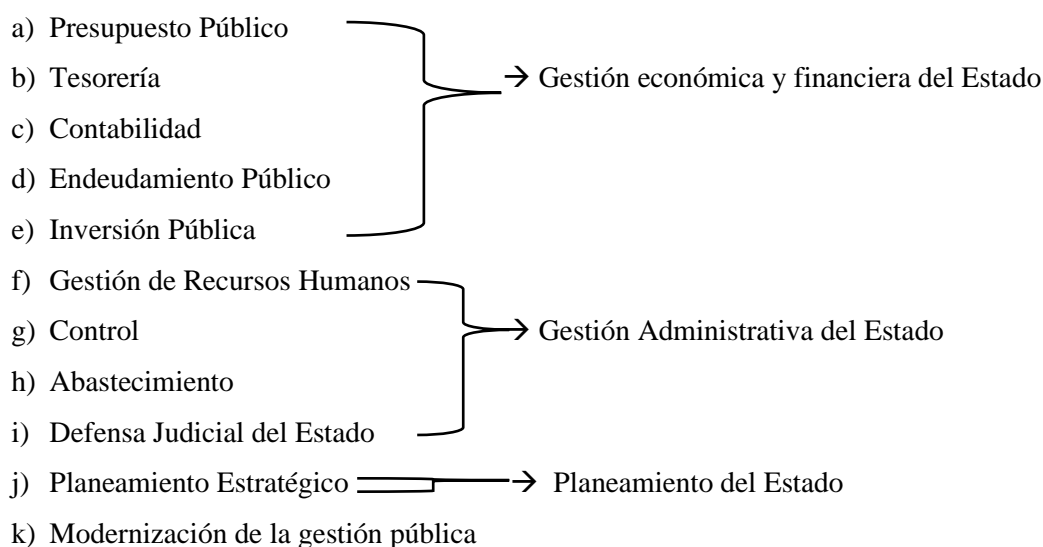 a) Presupuesto Público
b) Tesorería → Gestión económica y financiera del Estado
c) Contabilidad
d) Endeudamiento Público
e) Inversión Pública
f) Gestión de Recursos Humanos
g) Control → Gestión Administrativa del Estado
h) Abastecimiento
i) Defensa Judicial del Estado
j) Planeamiento Estratégico → Planeamiento del Estado
k) Modernización de la gestión pública